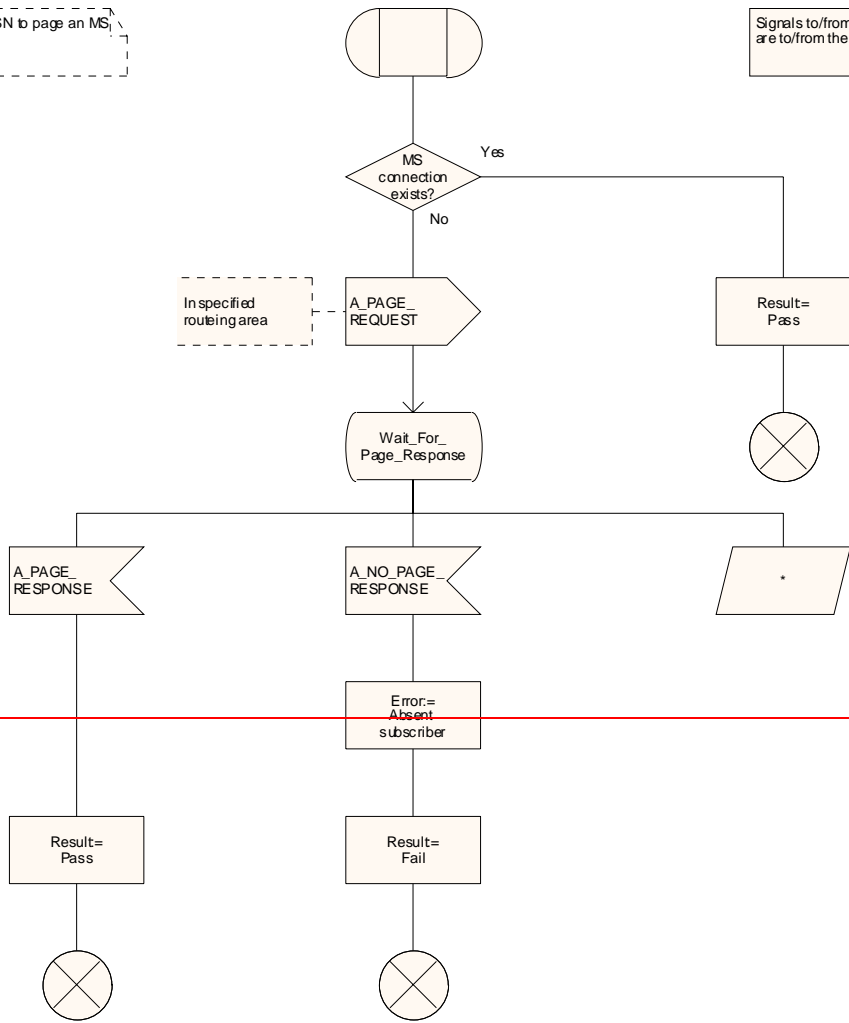 SN to page an MS
Signals to/from
are to/from the
MS
connection
exists?
Yes
No
In specified
routeing area
A_PAGE_
REQUEST
Result=
Pass
Wait_For_
Page_Response
A_PAGE_
RESPONSE
A_NO_PAGE_
RESPONSE
*
Error:=
Absent
subscriber
Result=
Pass
Result=
Fail